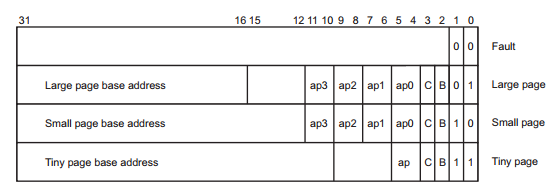 31 16 15 12 11 10 9 8 7 6 5 4 3 2 1 0
0 0 Fault
Large page base address ap3 ap2 ap1 ap0 C B 0 1 Large page
Small page base address ap3 ap2 ap1 ap0 C B 1 0 Small page
Tiny page base address ap C B 1 1 Tiny page